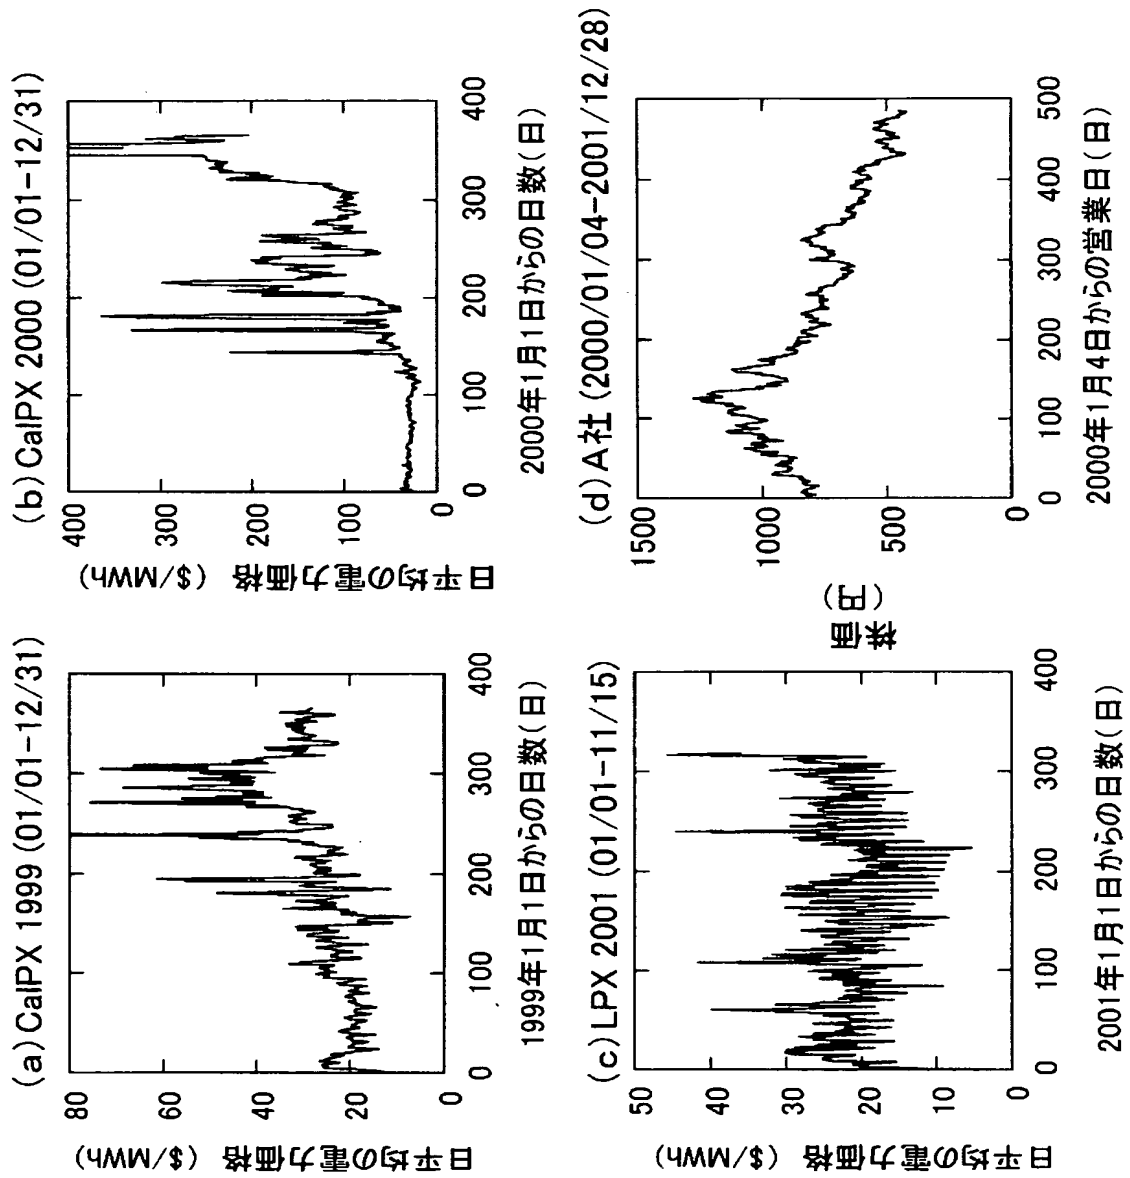 (a) CalPX 1999 (01/01-12/31)
日平均の電力価格 ($/MWh)
80
60
40
20
0
0 100 200 300 400
1999年1月1日からの日数(日)
(b) CalPX 2000 (01/01-12/31)
日平均の電力価格 ($/MWh)
400
300
200
100
0
0 100 200 300 400
2000年1月1日からの日数(日)
(c) LPX 2001 (01/01-11/15)
日平均の電力価格 ($/MWh)
50
40
30
20
10
0
0 100 200 300 400
2001年1月1日からの日数(日)
(d) A社 (2000/01/04-2001/12/28)
株価
(円)
1500
1000
500
0
0 100 200 300 400 500
2000年1月4日からの営業日(日)